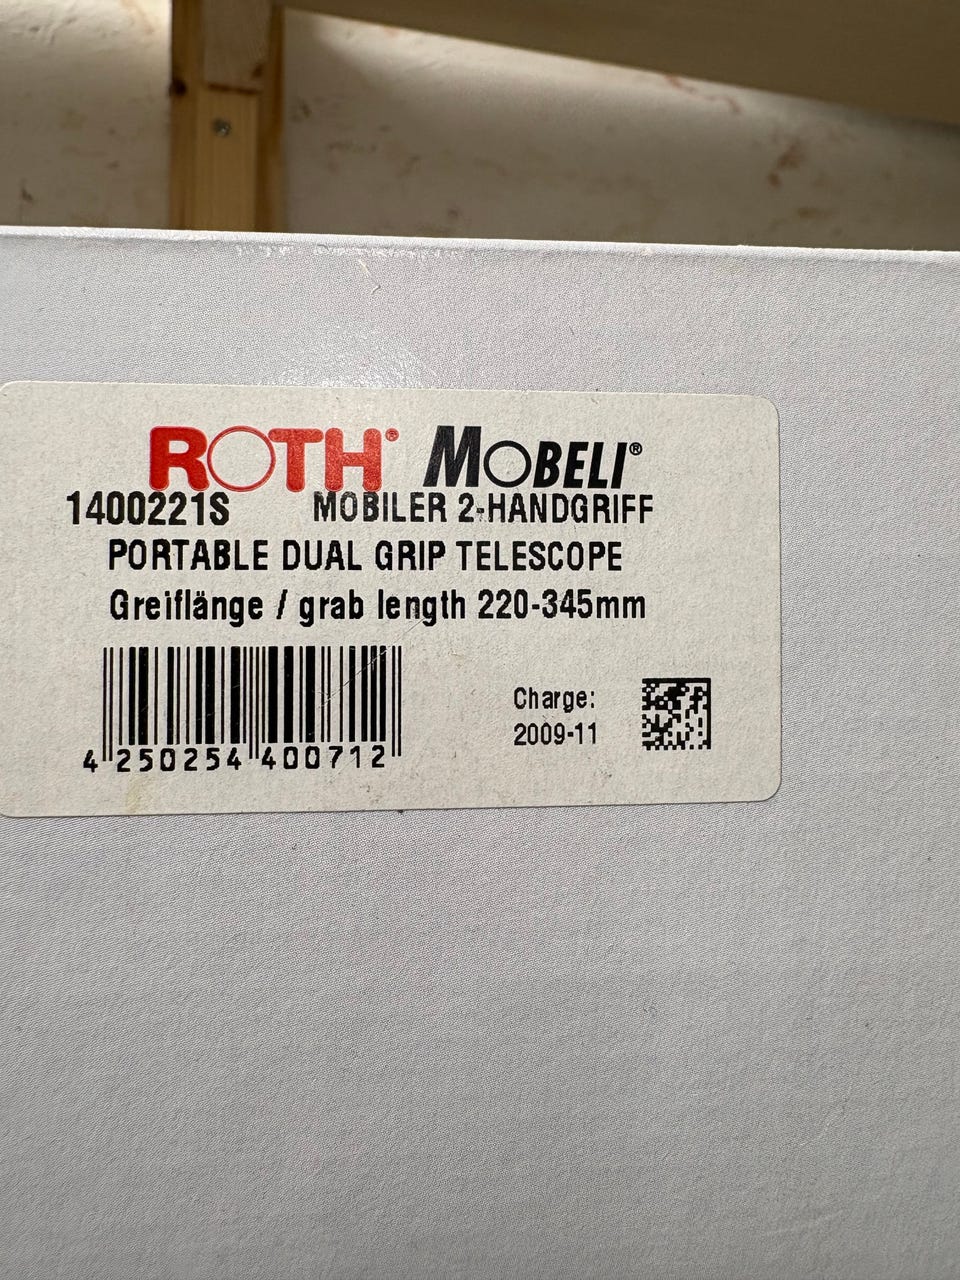 ROTH® MOBELI®
1400221S MOBILER 2-HANDGRIFF
PORTABLE DUAL GRIP TELESCOPE
Greiflänge / grab length 220-345mm
Charge:
2009-11
4 250254 400712